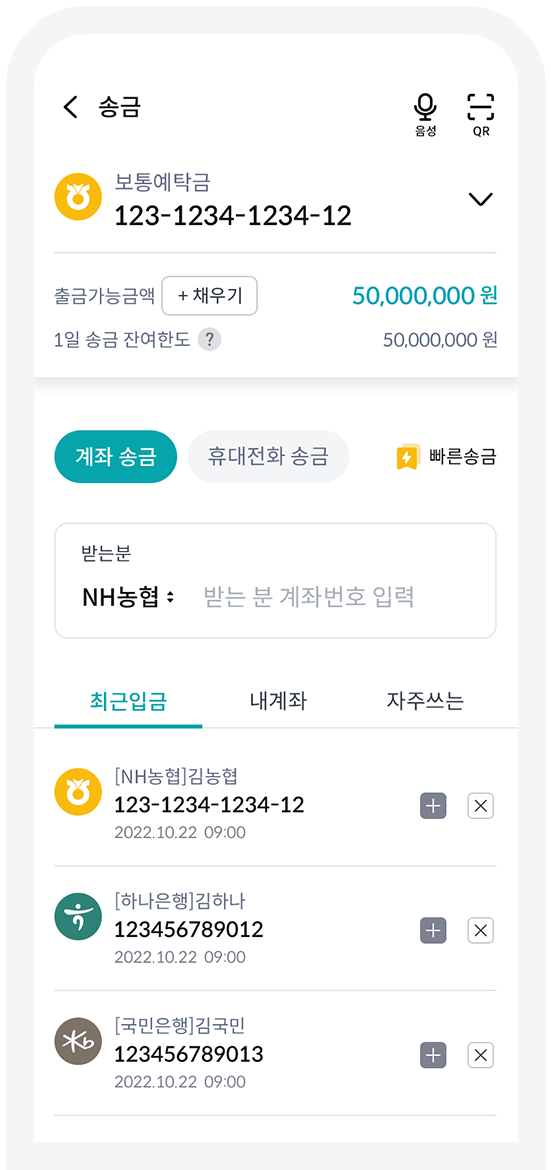 송금
음성
QR
보통예탁금
123-1234-1234-12
출금가능금액 + 채우기 50,000,000 원
1일 송금 잔여한도 ? 50,000,000 원
계좌 송금 휴대전화 송금 빠른송금
받는분
NH농협 받는 분 계좌번호 입력
최근입금 내계좌 자주쓰는
[NH농협]김농협
123-1234-1234-12
2022.10.22 09:00
[하나은행]김하나
123456789012
2022.10.22 09:00
[국민은행]김국민
123456789013
2022.10.22 09:00